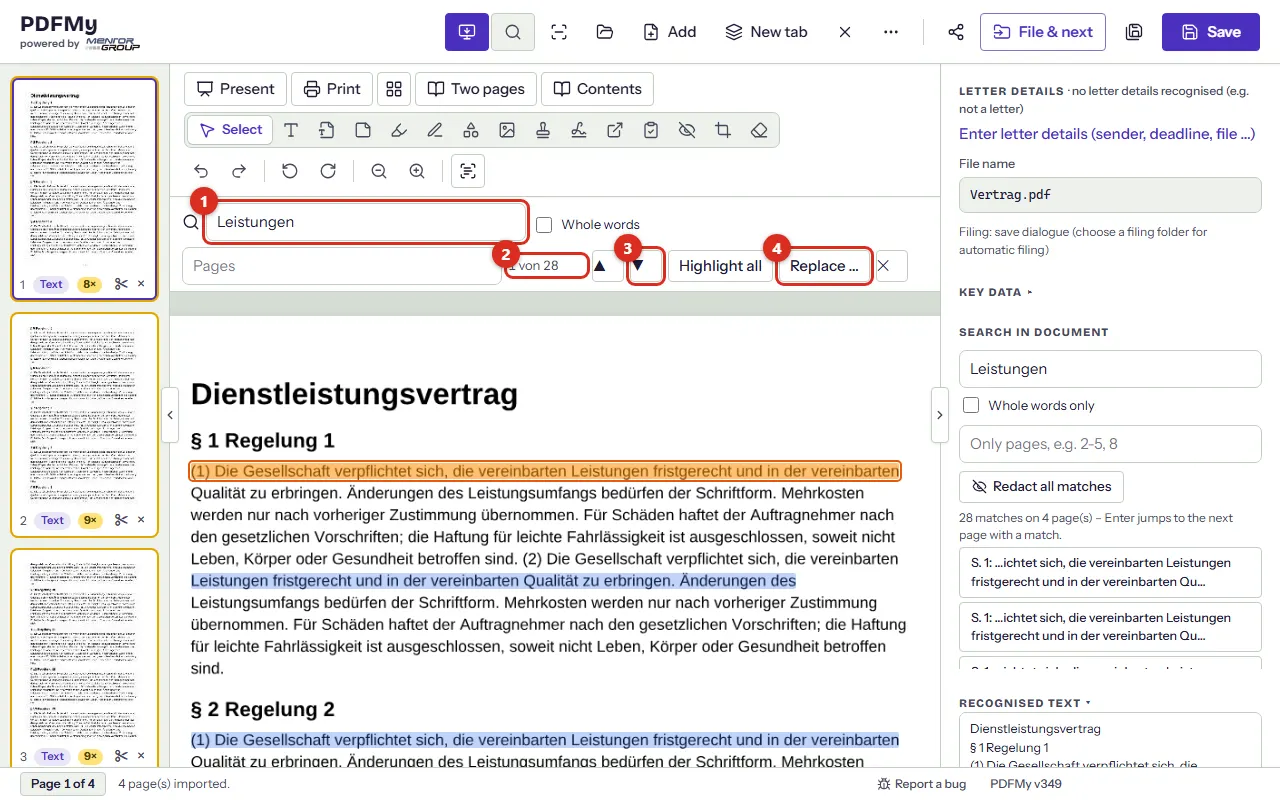 PDFMy
powered by MENTOR GROUP
Add
New tab
File & next
Save
Present
Print
Two pages
Contents
Select
1
Leistungen
Whole words
Pages
2
von 28
3
▲
▼
Highlight all
4
Replace ...
Dienstleistungsvertrag
1 Text 8×
2 Text 9×
3 Text 9×
Dienstleistungsvertrag
§ 1 Regelung 1
(1) Die Gesellschaft verpflichtet sich, die vereinbarten Leistungen fristgerecht und in der vereinbarten
Qualität zu erbringen. Änderungen des Leistungsumfangs bedürfen der Schriftform. Mehrkosten
werden nur nach vorheriger Zustimmung übernommen. Für Schäden haftet der Auftragnehmer nach
den gesetzlichen Vorschriften; die Haftung für leichte Fahrlässigkeit ist ausgeschlossen, soweit nicht
Leben, Körper oder Gesundheit betroffen sind. (2) Die Gesellschaft verpflichtet sich, die vereinbarten
Leistungen fristgerecht und in der vereinbarten Qualität zu erbringen. Änderungen des
Leistungsumfangs bedürfen der Schriftform. Mehrkosten werden nur nach vorheriger Zustimmung
übernommen. Für Schäden haftet der Auftragnehmer nach den gesetzlichen Vorschriften; die Haftung
für leichte Fahrlässigkeit ist ausgeschlossen, soweit nicht Leben, Körper oder Gesundheit betroffen
sind.
§ 2 Regelung 2
(1) Die Gesellschaft verpflichtet sich, die vereinbarten Leistungen fristgerecht und in der vereinbarten
Qualität zu erbringen. Änderungen des Leistungsumfangs bedürfen der Schriftform. Mehrkosten
LETTER DETAILS · no letter details recognised (e.g.
not a letter)
Enter letter details (sender, deadline, file ...)
File name
Vertrag.pdf
Filing: save dialogue (choose a filing folder for
automatic filing)
KEY DATA
SEARCH IN DOCUMENT
Leistungen
Whole words only
Only pages, e.g. 2–5, 8
Redact all matches
28 matches on 4 page(s) – Enter jumps to the next
page with a match.
S. 1: …ichtet sich, die vereinbarten Leistungen
fristgerecht und in der vereinbarten Qu…
S. 1: …ichtet sich, die vereinbarten Leistungen
fristgerecht und in der vereinbarten Qu…
RECOGNISED TEXT
Dienstleistungsvertrag
§ 1 Regelung 1
(1) Die Gesellschaft verpflichtet sich, die
Page 1 of 4
4 page(s) imported.
Report a bug
PDFMy v349